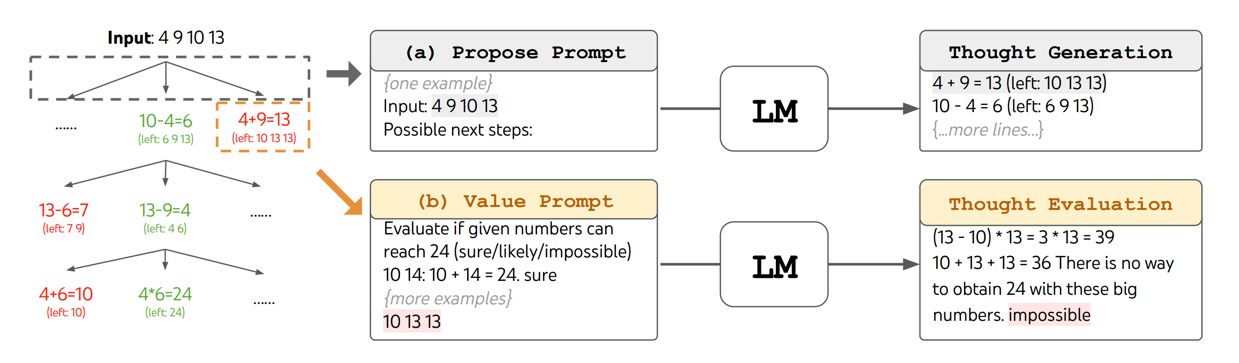 Input: 4 9 10 13
......
10-4=6
(left: 6 9 13)
4+9=13
(left: 10 13 13)
13-6=7
(left: 7 9)
13-9=4
(left: 4 6)
......
4+6=10
(left: 10)
4*6=24
(left: 24)
......
(a) Propose Prompt
{one example}
Input: 4 9 10 13
Possible next steps:
LM
Thought Generation
4 + 9 = 13 (left: 10 13 13)
10 - 4 = 6 (left: 6 9 13)
{...more lines...}
(b) Value Prompt
Evaluate if given numbers can
reach 24 (sure/likely/impossible)
10 14: 10 + 14 = 24. sure
{more examples}
10 13 13
LM
Thought Evaluation
(13 - 10) * 13 = 3 * 13 = 39
10 + 13 + 13 = 36 There is no way
to obtain 24 with these big
numbers. impossible